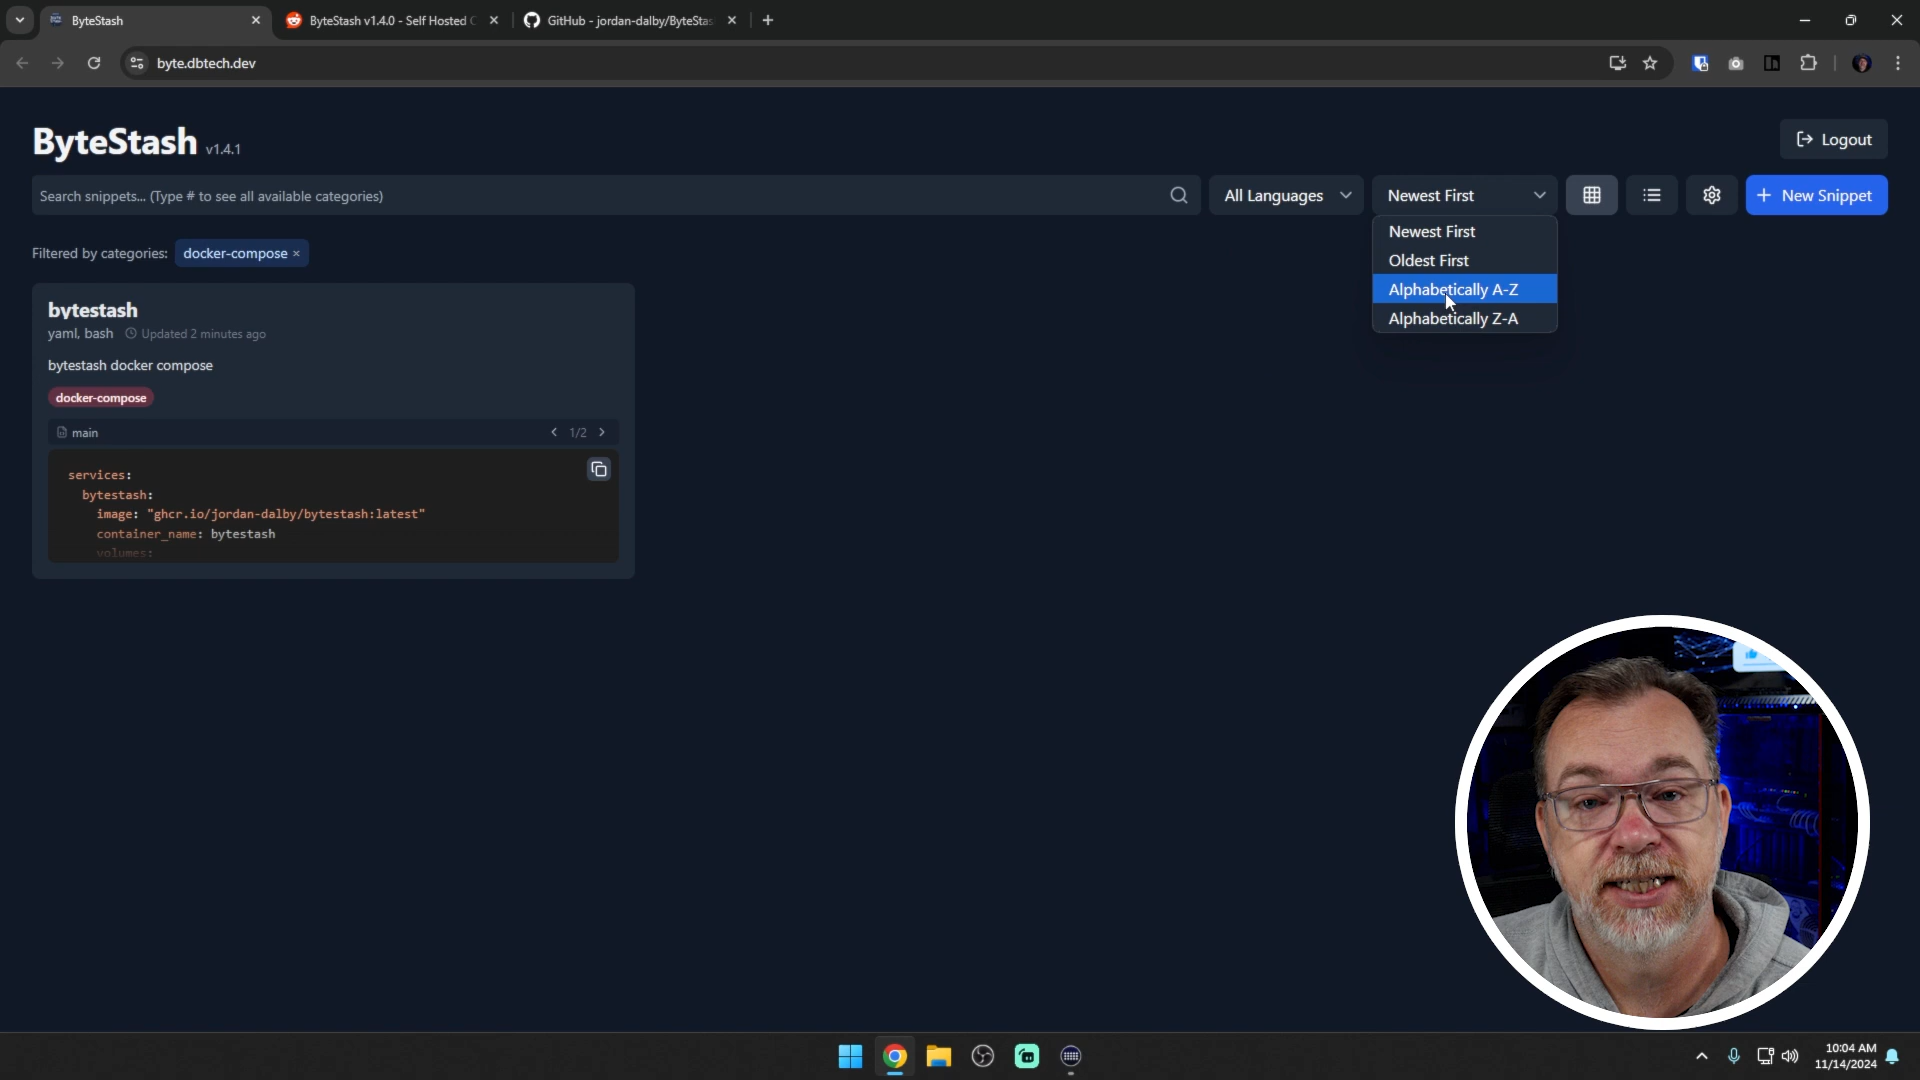 ByteStash
ByteStash v1.4.0 - Self Hosted C
GitHub - jordan-dalby/ByteStas
byte.dbtech.dev
ByteStash v1.4.1
Logout
Search snippets... (Type # to see all available categories)
All Languages
Newest First
New Snippet
Newest First
Oldest First
Alphabetically A-Z
Alphabetically Z-A
Filtered by categories: docker-compose ×
bytestash
yaml, bash Updated 2 minutes ago
bytestash docker compose
docker-compose
main
1/2
services:
bytestash:
image: "ghcr.io/jordan-dalby/bytestash:latest"
container_name: bytestash
volumes:
10:04 AM
11/14/2024